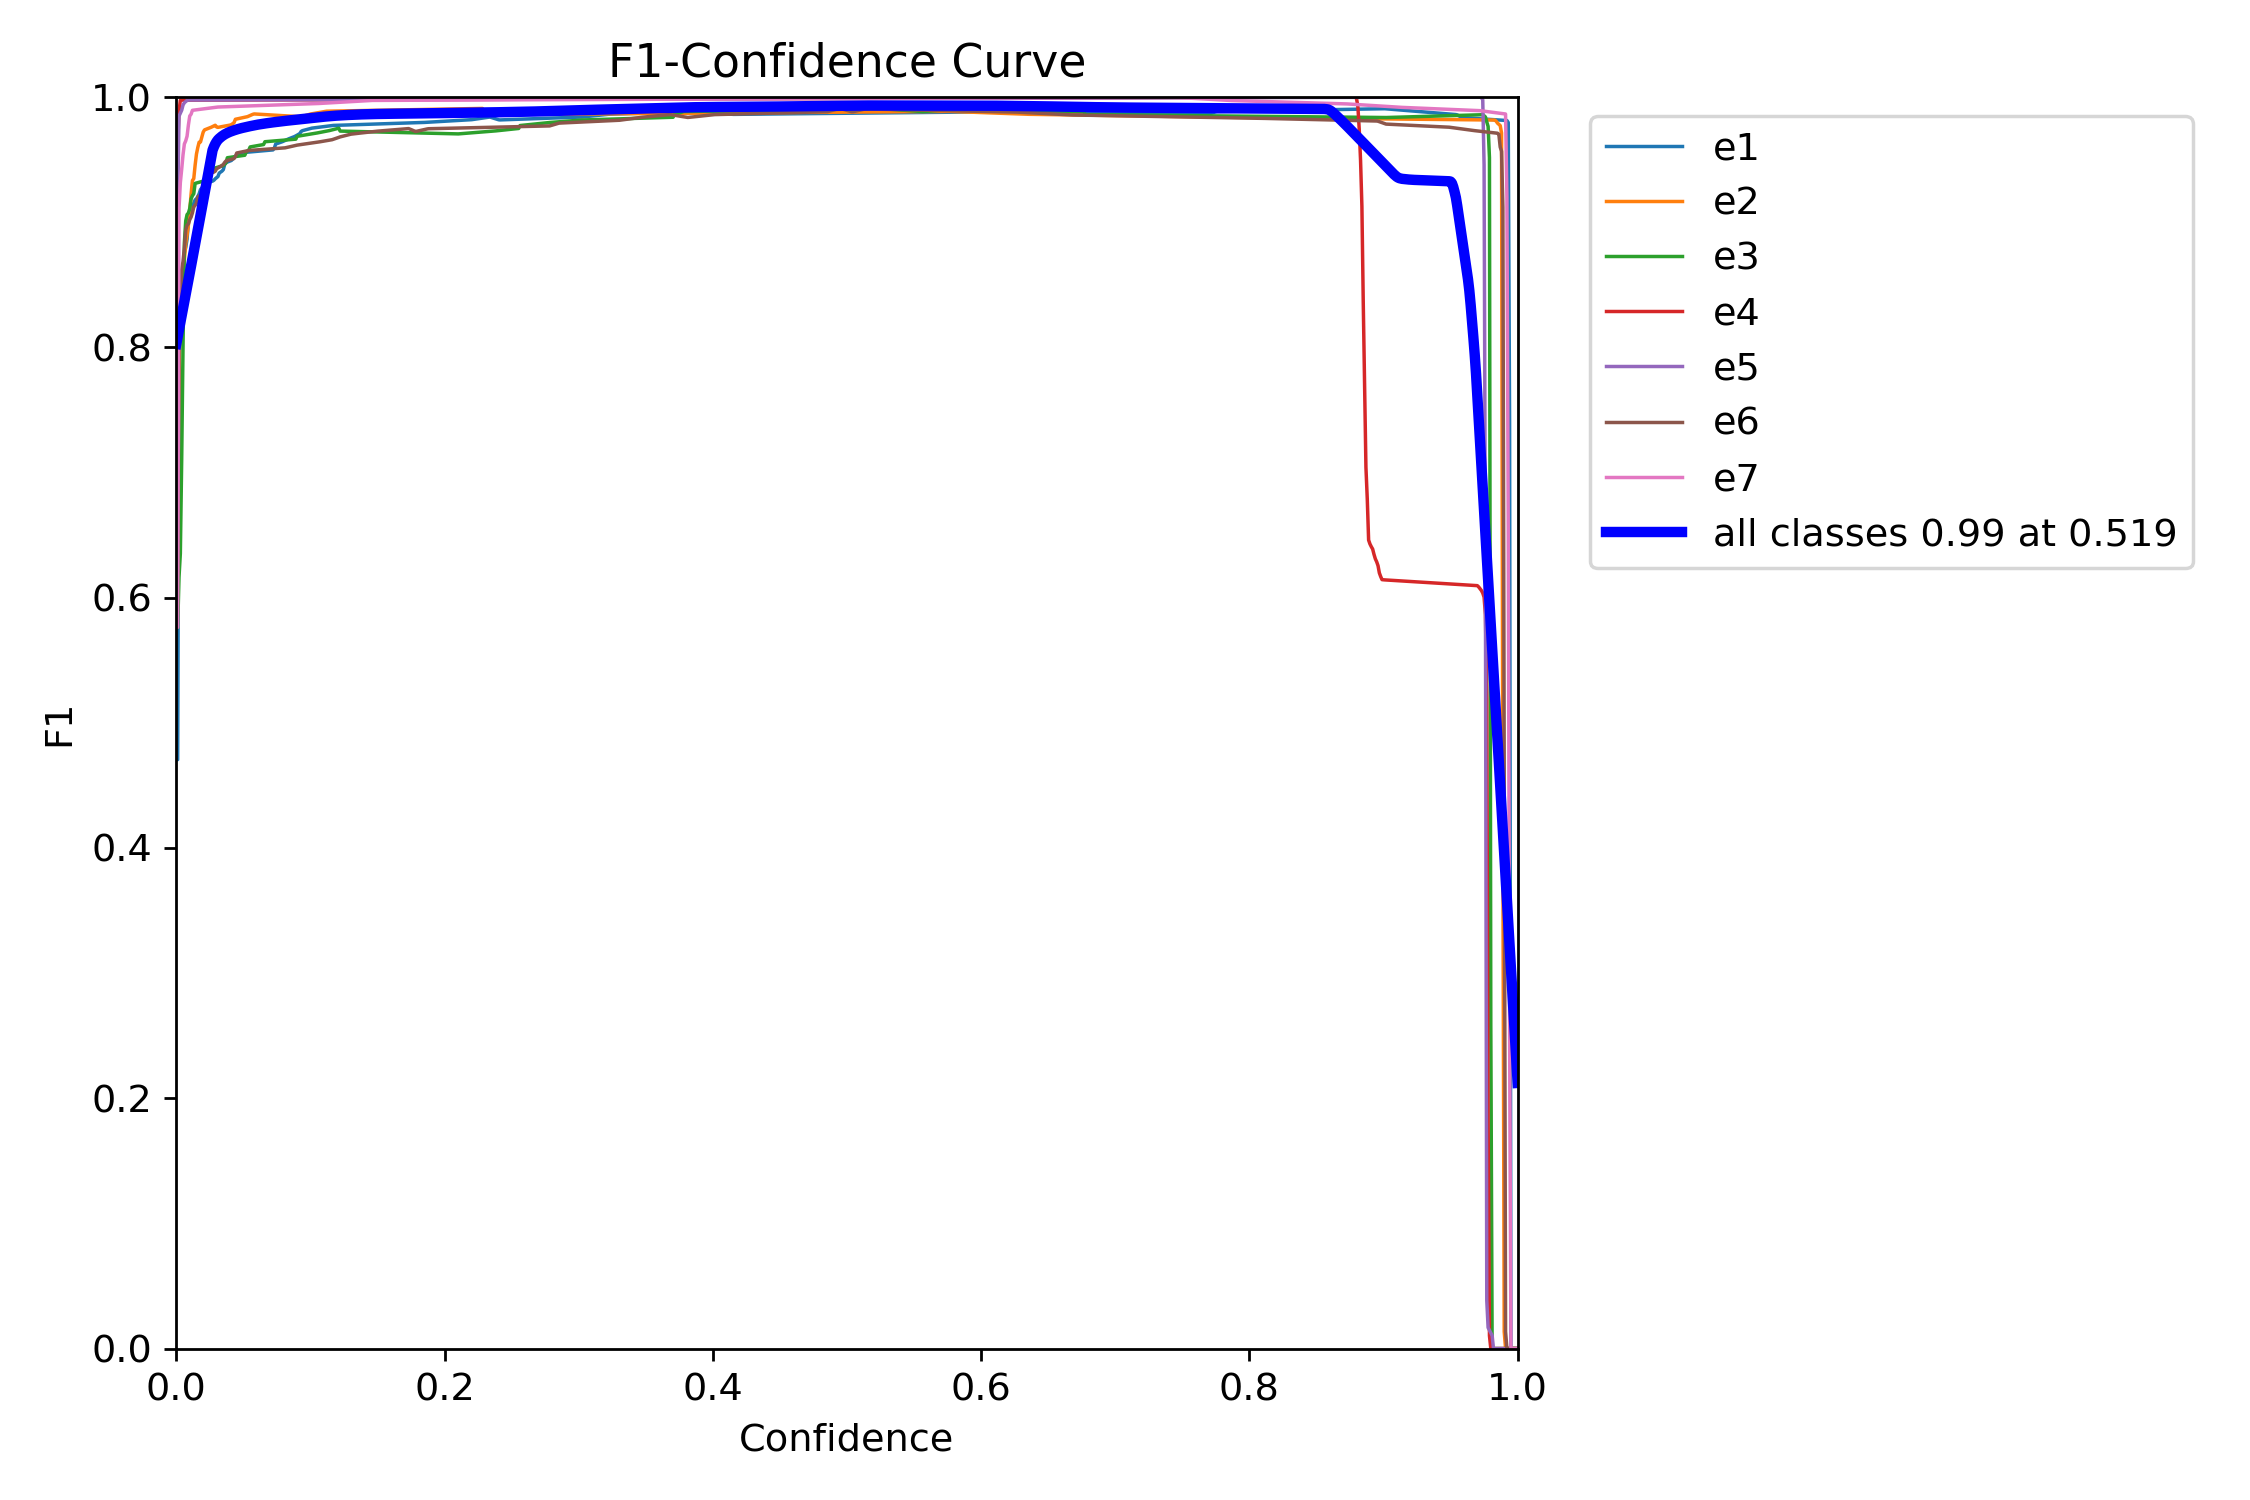 F1-Confidence Curve
1.0
0.8
0.6
0.4
0.2
0.0
F1
0.0 0.2 0.4 0.6 0.8 1.0
Confidence
e1
e2
e3
e4
e5
e6
e7
all classes 0.99 at 0.519